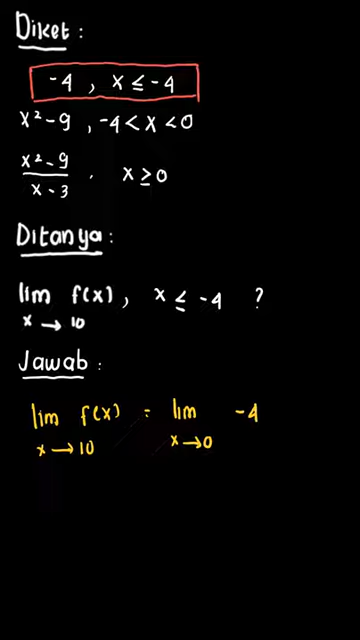 Diket :
-4 , x ≤ -4
x² - 9 , -4 < x < 0
x² - 9 / x - 3 , x ≥ 0
Ditanya :
lim f(x) , x ≤ -4 ?
x → 10
Jawab :
lim f(x) = lim -4
x → 10 x → 0